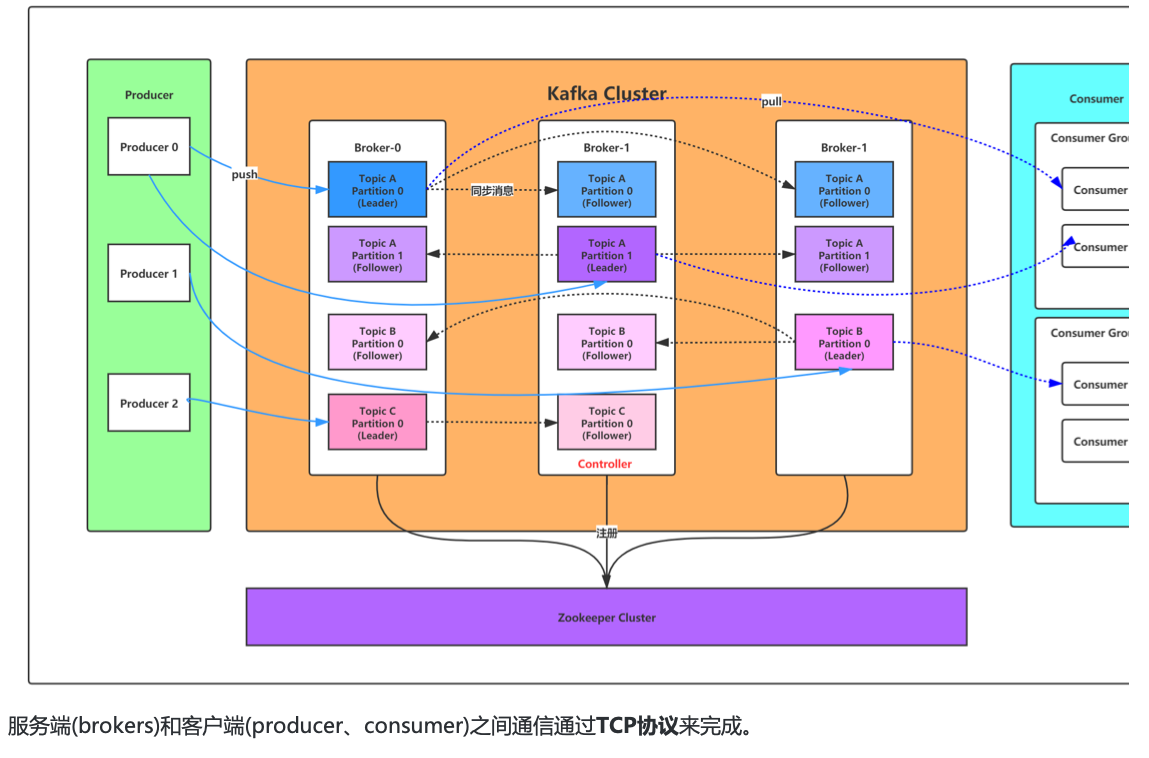 Producer
Producer 0
Producer 1
Producer 2
push
Kafka Cluster
pull
Broker-0
Topic A
Partition 0
(Leader)
Topic A
Partition 1
(Follower)
Topic B
Partition 0
(Follower)
Topic C
Partition 0
(Leader)
同步消息
Broker-1
Topic A
Partition 0
(Follower)
Topic A
Partition 1
(Leader)
Topic B
Partition 0
(Follower)
Topic C
Partition 0
(Follower)
Controller
Broker-1
Topic A
Partition 0
(Follower)
Topic A
Partition 1
(Follower)
Topic B
Partition 0
(Leader)
Consumer
Consumer Grou
Consumer
Consumer
Consumer Grou
Consumer
Consumer
注册
Zookeeper Cluster
服务端(brokers)和客户端(producer、consumer)之间通信通过TCP协议来完成。